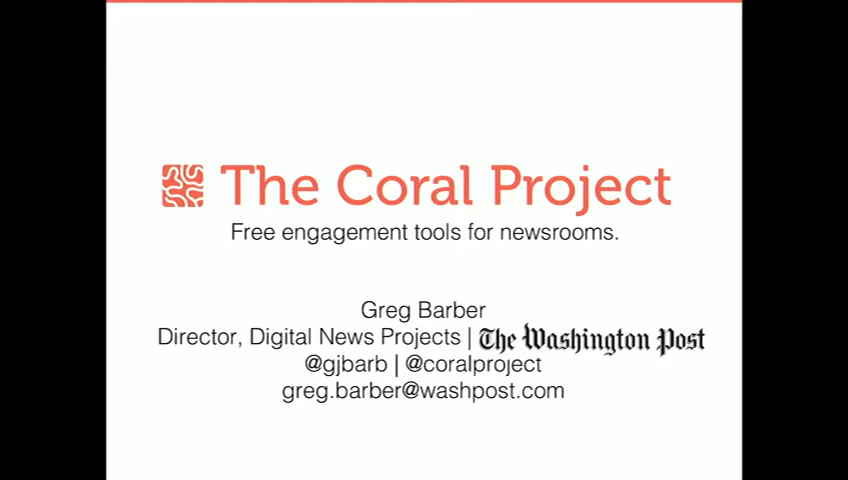 The Coral Project
Free engagement tools for newsrooms.
Greg Barber
Director, Digital News Projects | The Washington Post
@gjbarb | @coralproject
greg.barber@washpost.com